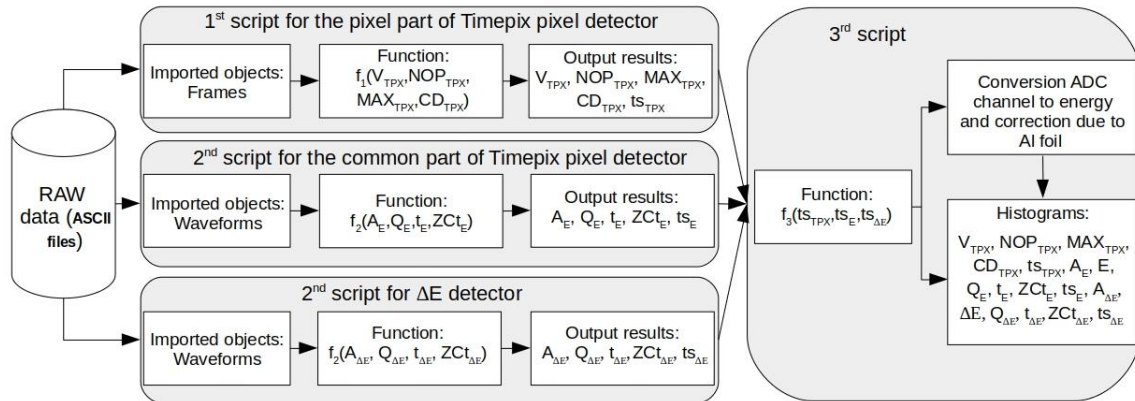 1st script for the pixel part of Timepix pixel detector
Imported objects:
Frames
Function:
f1(VTPX,NOPTPX,
MAXTPX,CDTPX)
Output results:
VTPX, NOPTPX, MAXTPX,
CDTPX, tsTPX
RAW
data (ASCII
files)
2nd script for the common part of Timepix pixel detector
Imported objects:
Waveforms
Function:
f2(AE,QE,tE,ZCtE)
Output results:
AE, QE, tE, ZCtE, tsE
2nd script for ΔE detector
Imported objects:
Waveforms
Function:
f2(AΔE, QΔE, tΔE, ZCtΔE)
Output results:
AΔE, QΔE, tΔE, ZCtΔE, tsΔE
3rd script
Function:
f3(tsTPX,tsE,tsΔE)
Conversion ADC
channel to energy
and correction due to
Al foil
Histograms:
VTPX, NOPTPX, MAXTPX,
CDTPX, tsTPX, AE, E,
QE, tE, ZCtE, tsE, AΔE,
ΔE, QΔE, tΔE, ZCtΔE, tsΔE